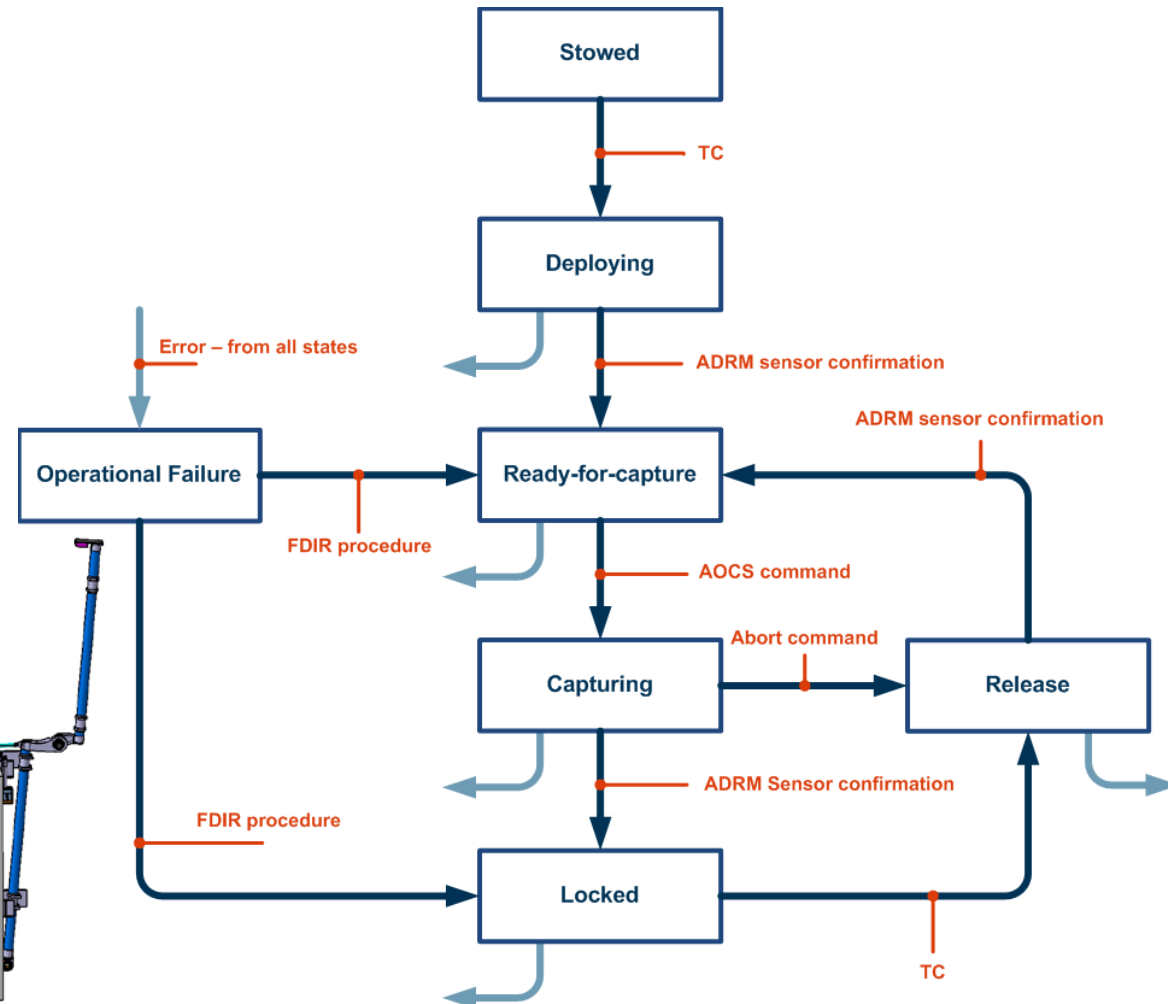 Stowed
TC
Deploying
Error – from all states
ADRM sensor confirmation
ADRM sensor confirmation
Operational Failure
Ready-for-capture
FDIR procedure
AOCS command
Abort command
Capturing
Release
ADRM Sensor confirmation
FDIR procedure
Locked
TC